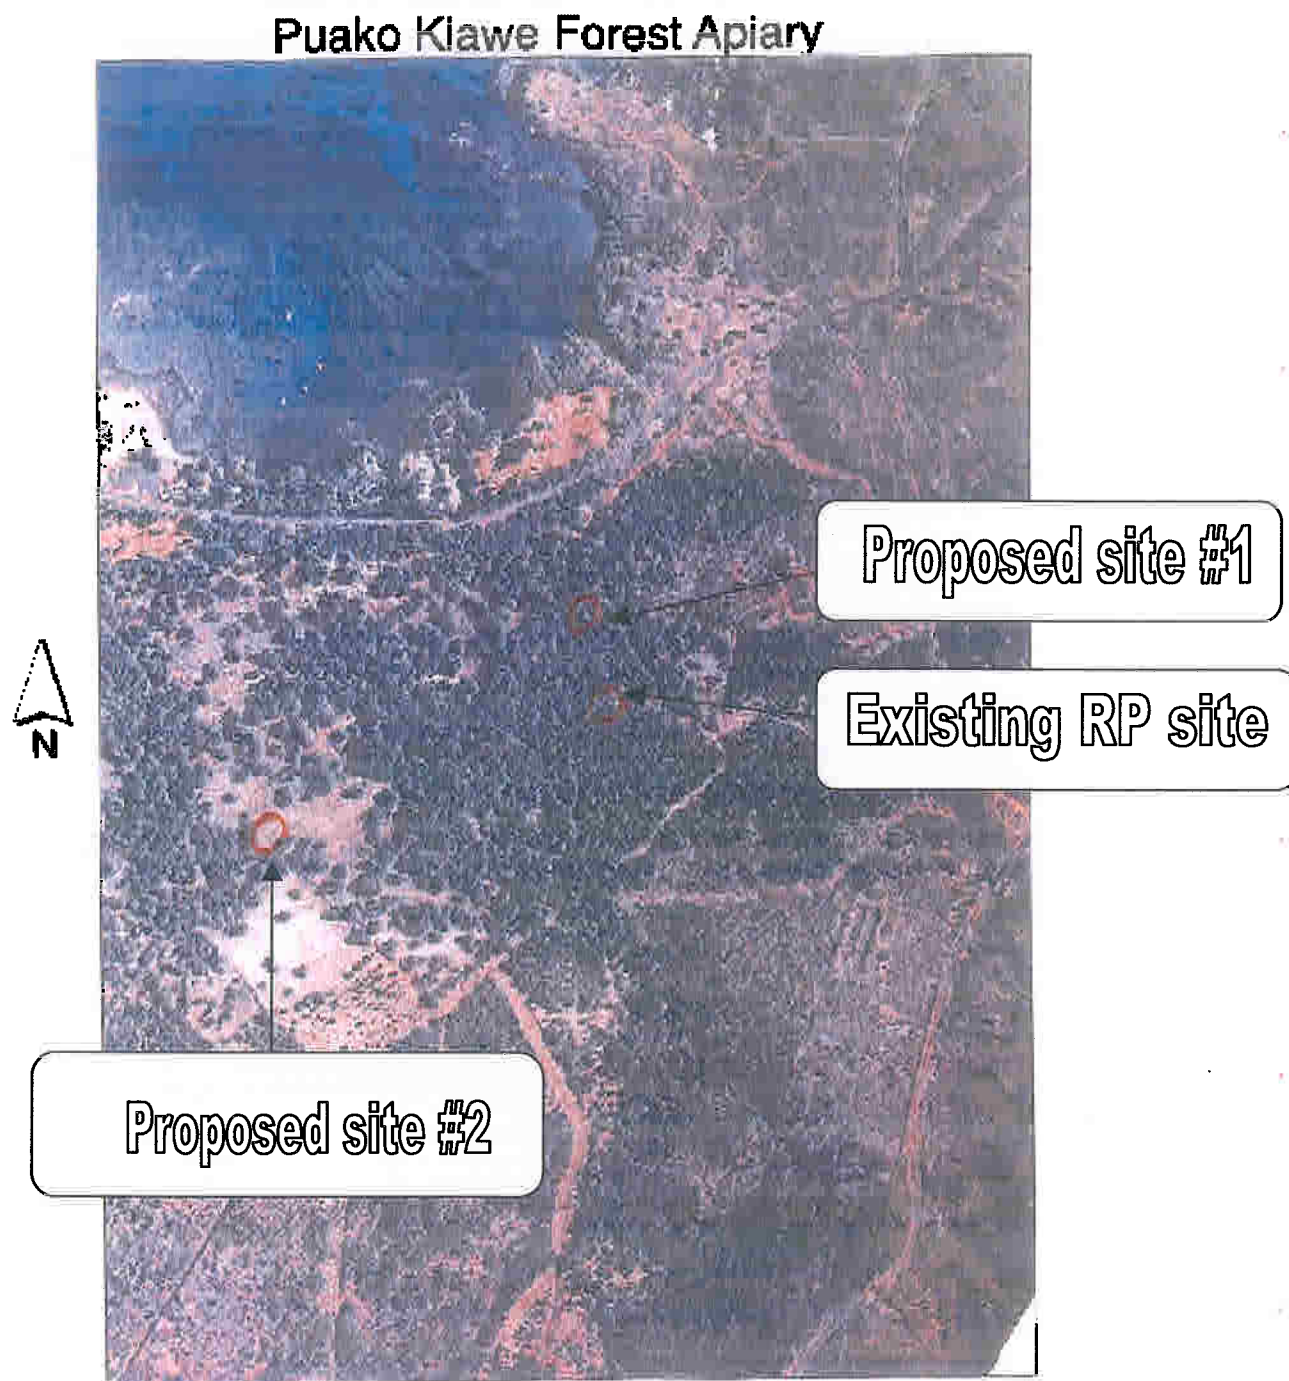 Puako Kiawe Forest Apiary
Proposed site #1
Existing RP site
N
Proposed site #2